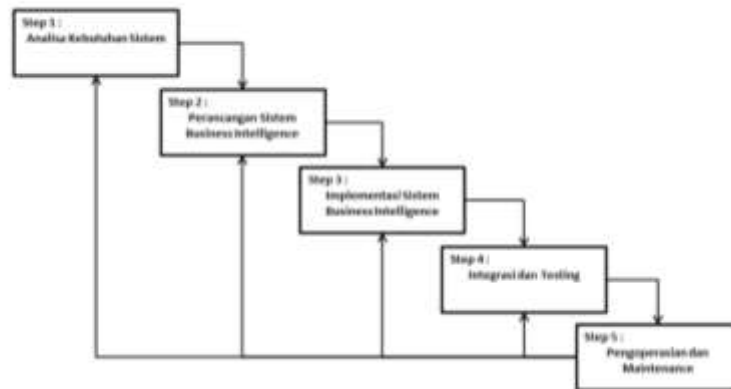 Step 1 :
Analisa Kebutuhan Sistem
Step 2 :
Perancangan Sistem
Business Intelligence
Step 3 :
Implementasi Sistem
Business Intelligence
Step 4 :
Integrasi dan Testing
Step 5 :
Pengoperasian dan
Maintenance